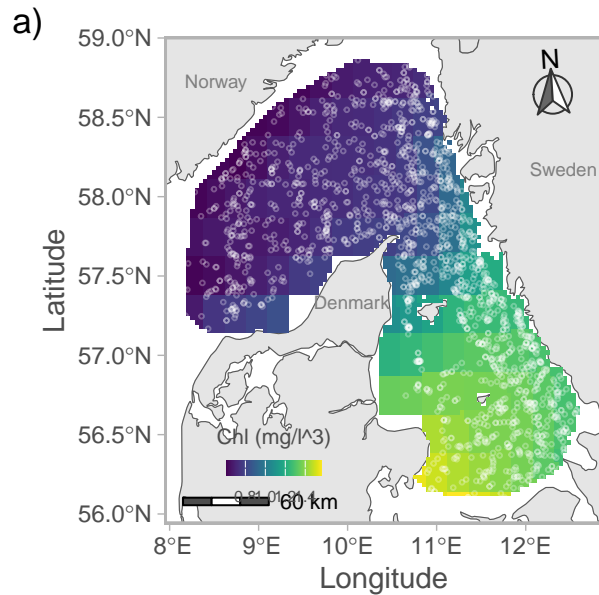 a)
59.0°N
58.5°N
58.0°N
57.5°N
57.0°N
56.5°N
56.0°N
Latitude
Norway
N
Sweden
Denmark
Chl (mg/l^3)
60 km
8°E 9°E 10°E 11°E 12°E
Longitude